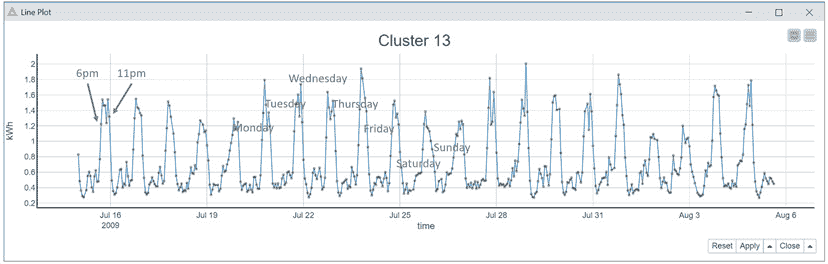 Line Plot
Cluster 13
6pm
11pm
Monday
Tuesday
Wednesday
Thursday
Friday
Saturday
Sunday
kWh
2
1.8
1.6
1.4
1.2
1
0.8
0.6
0.4
0.2
Jul 16
2009
Jul 19
Jul 22
Jul 25
Jul 28
Jul 31
Aug 3
Aug 6
time
Reset Apply Close